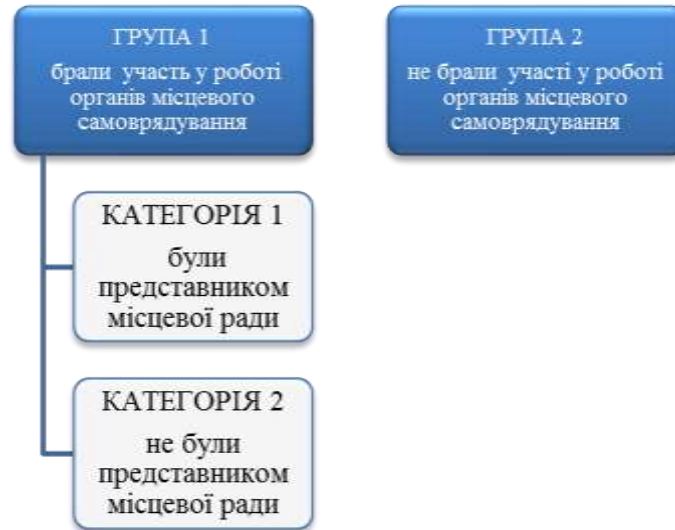 ГРУПА 1
брали участь у роботі
органів місцевого
самоврядування
ГРУПА 2
не брали участі у роботі
органів місцевого
самоврядування
КАТЕГОРІЯ 1
були
представником
місцевої ради
КАТЕГОРІЯ 2
не були
представником
місцевої ради